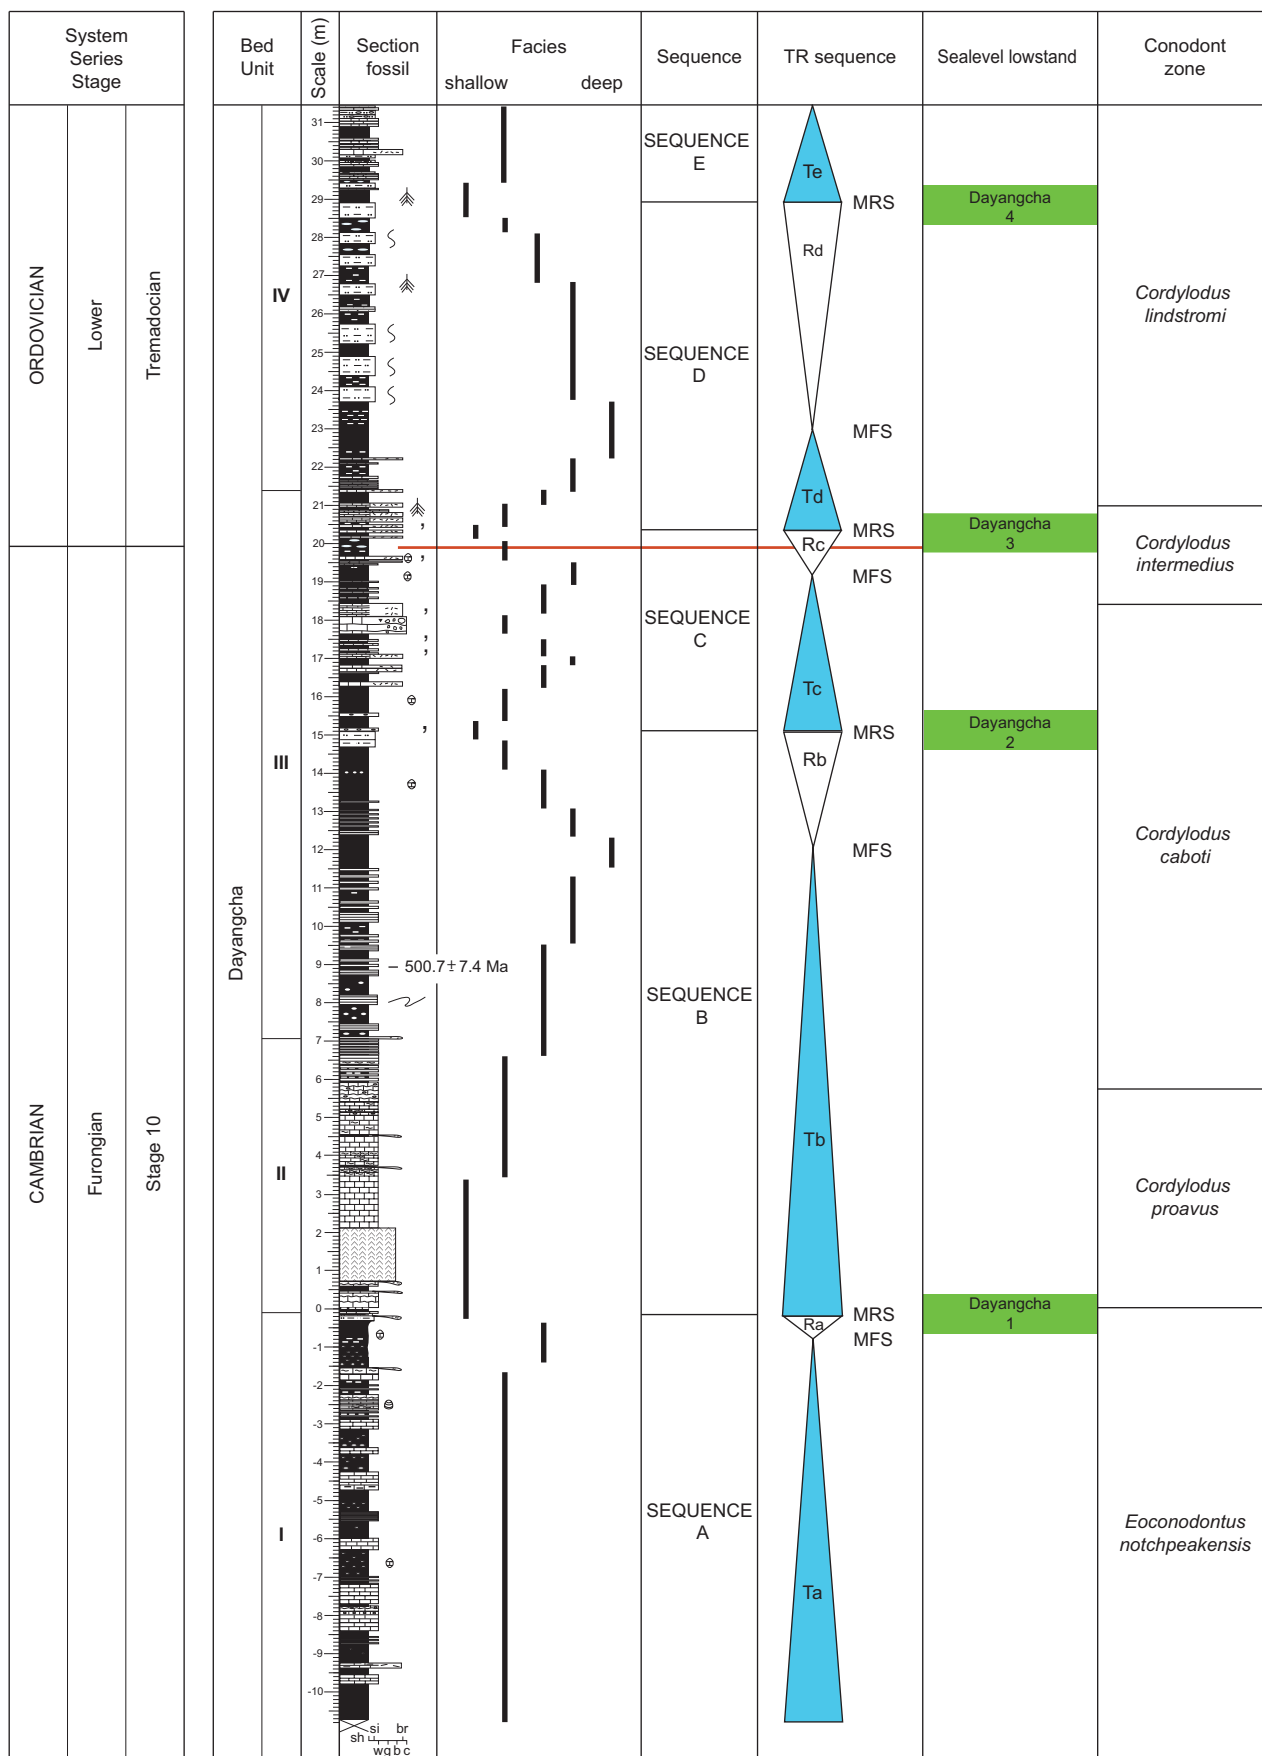 System
Series
Stage
Bed
Unit
Scale (m)
Section
fossil
Facies
shallow
deep
Sequence
TR sequence
Sealevel lowstand
Conodont
zone
ORDOVICIAN
Lower
Tremadocian
CAMBRIAN
Furongian
Stage 10
Dayangcha
IV
III
II
I
31
30
29
28
27
26
25
24
23
22
21
20
19
18
17
16
15
14
13
12
11
10
9
8
7
6
5
4
3
2
1
0
-1
-2
-3
-4
-5
-6
-7
-8
-9
-10
500.7±7.4 Ma
si
br
sh
wg b c
SEQUENCE
E
SEQUENCE
D
SEQUENCE
C
SEQUENCE
B
SEQUENCE
A
Te
Rd
Td
Rc
Tc
Rb
Tb
Ra
Ta
MRS
MFS
MRS
MFS
MRS
MFS
MRS
MFS
Dayangcha
4
Dayangcha
3
Dayangcha
2
Dayangcha
1
Cordylodus
lindstromi
Cordylodus
intermedius
Cordylodus
caboti
Cordylodus
proavus
Eoconodontus
notchpeakensis